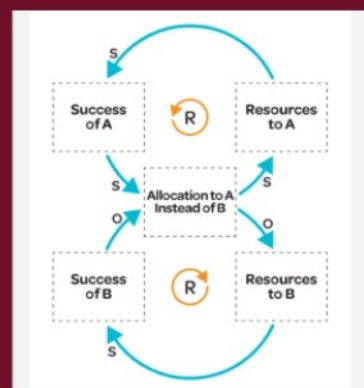 S
Success
of A
R
Resources
to A
S
S
Allocation to A
Instead of B
O
O
Success
of B
R
Resources
to B
S